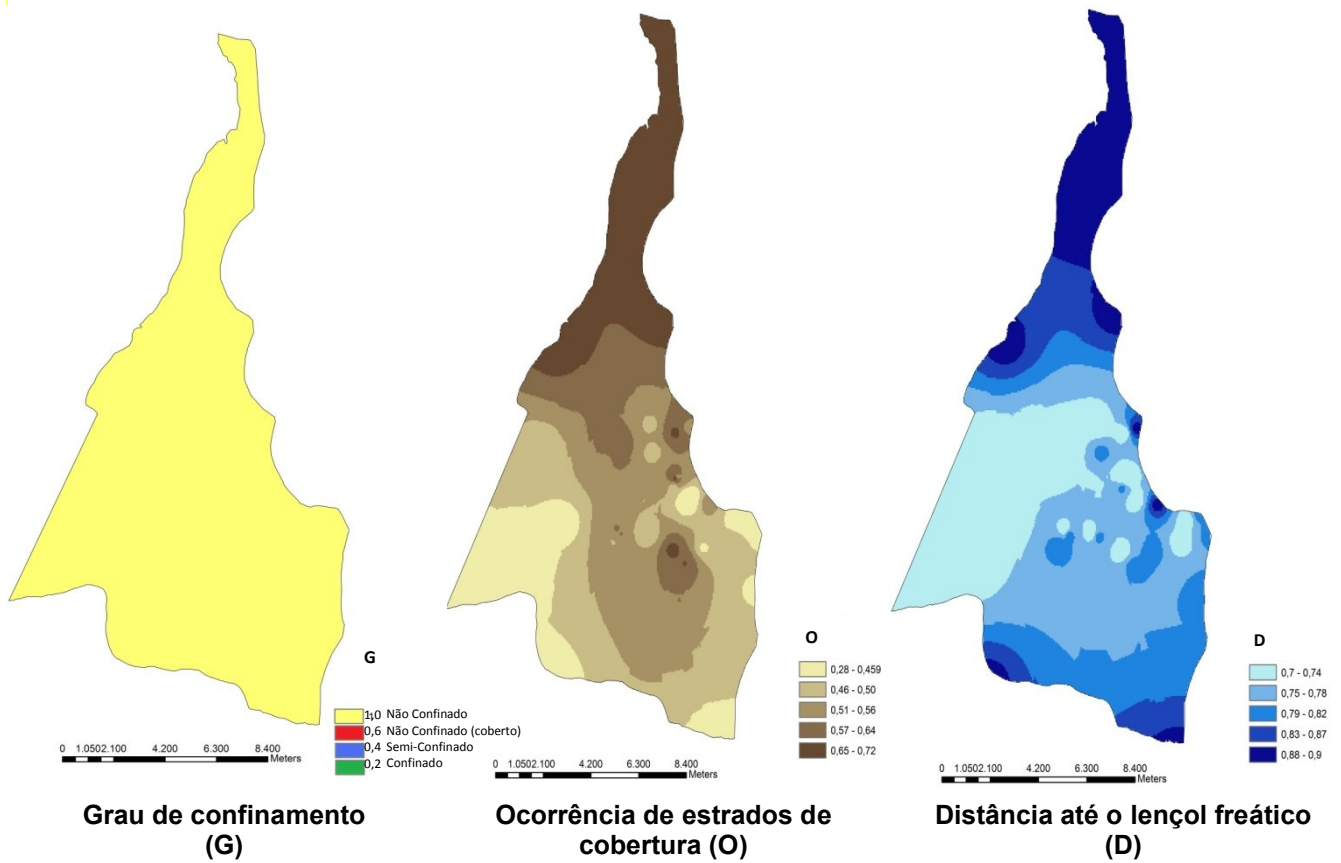 G
1,0 Não Confinado
0,6 Não Confinado (coberto)
0,4 Semi-Confinado
0,2 Confinado
0 1.0502.100 4.200 6.300 8.400
Meters
Grau de confinamento
(G)
O
0,28 - 0,459
0,46 - 0,50
0,51 - 0,56
0,57 - 0,64
0,65 - 0,72
0 1.0502.100 4.200 6.300 8.400
Meters
Ocorrência de estrados de
cobertura (O)
D
0,7 - 0,74
0,75 - 0,78
0,79 - 0,82
0,83 - 0,87
0,88 - 0,9
0 1.0502.100 4.200 6.300 8.400
Meters
Distância até o lençol freático
(D)